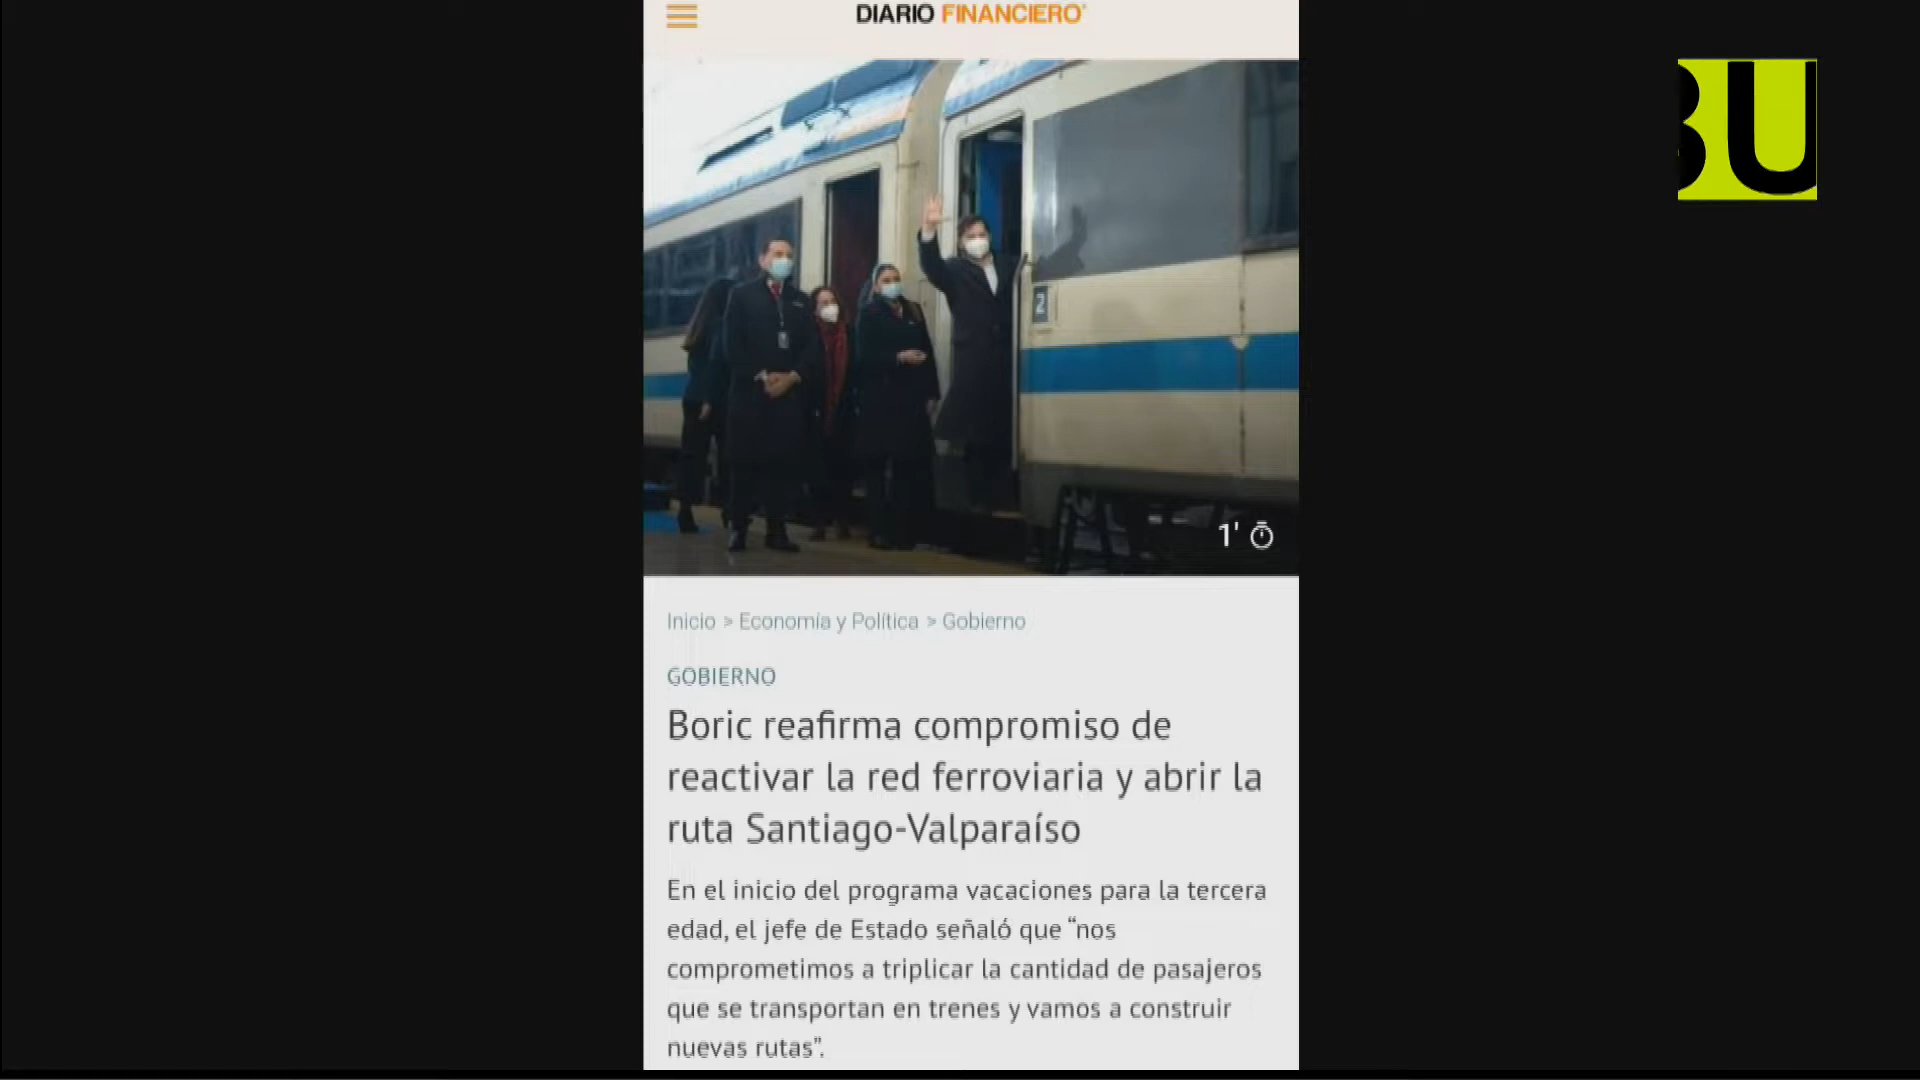 DIARIO FINANCIERO
BU
2
1'
Inicio > Economía y Política > Gobierno
GOBIERNO
Boric reafirma compromiso de
reactivar la red ferroviaria y abrir la
ruta Santiago-Valparaíso
En el inicio del programa vacaciones para la tercera
edad, el jefe de Estado señaló que “nos
comprometimos a triplicar la cantidad de pasajeros
que se transportan en trenes y vamos a construir
nuevas rutas”.